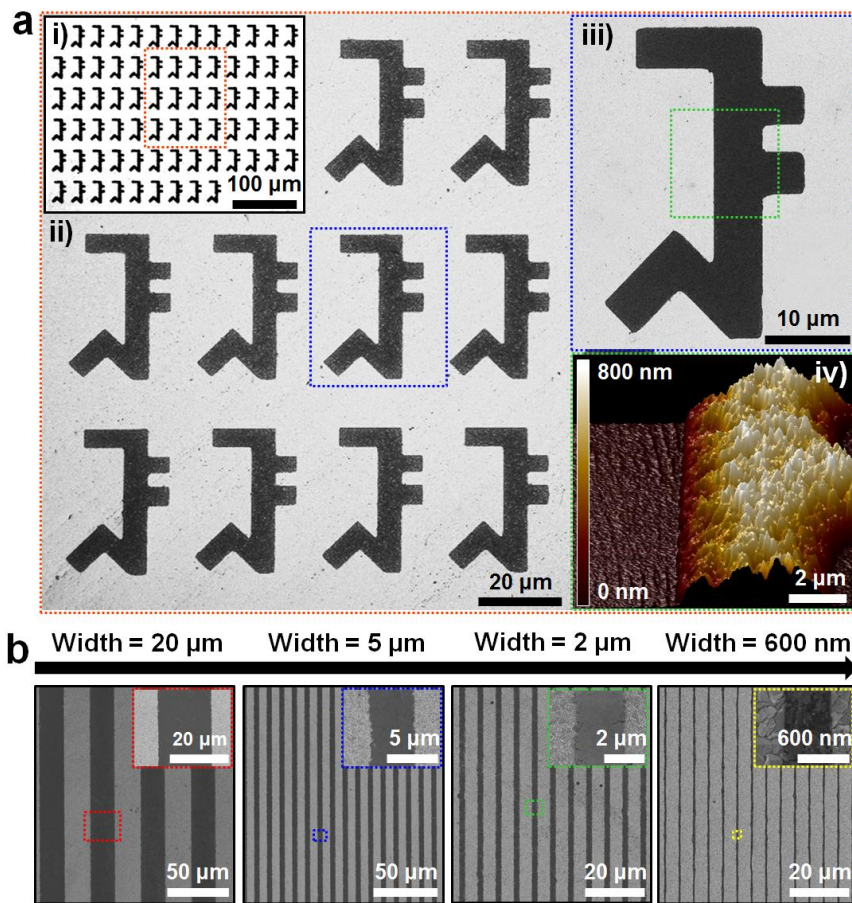 a
i)
100 µm
ii)
20 µm
iii)
10 µm
800 nm
iv)
0 nm
2 µm
b
Width = 20 µm
Width = 5 µm
Width = 2 µm
Width = 600 nm
20 µm
50 µm
5 µm
50 µm
2 µm
20 µm
600 nm
20 µm